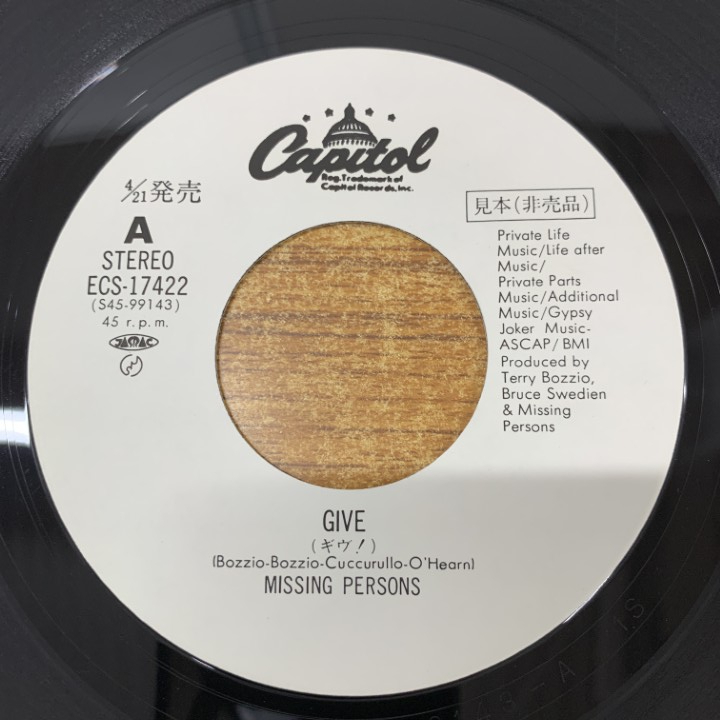 Capitol
Reg. Trademark of
Capitol Records, Inc.
4/21発売
見本(非売品)
A
STEREO
ECS-17422
(S45-99143)
45 r.p.m.
JASRAC
Private Life
Music/Life after
Music/
Private Parts
Music/Additional
Music/Gypsy
Joker Music-
ASCAP/BMI
Produced by
Terry Bozzio,
Bruce Swedien
& Missing
Persons
GIVE
(ギヴ!)
(Bozzio-Bozzio-Cuccurullo-O'Hearn)
MISSING PERSONS